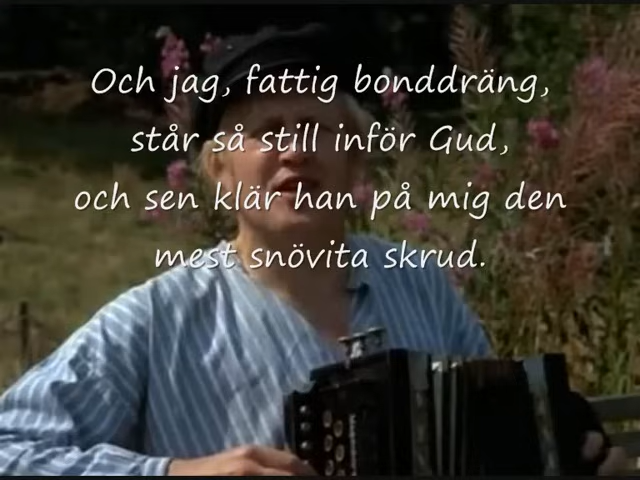 Och jag, fattig bonddräng,
står så still inför Gud,
och sen klär han på mig den
mest snövita skrud.